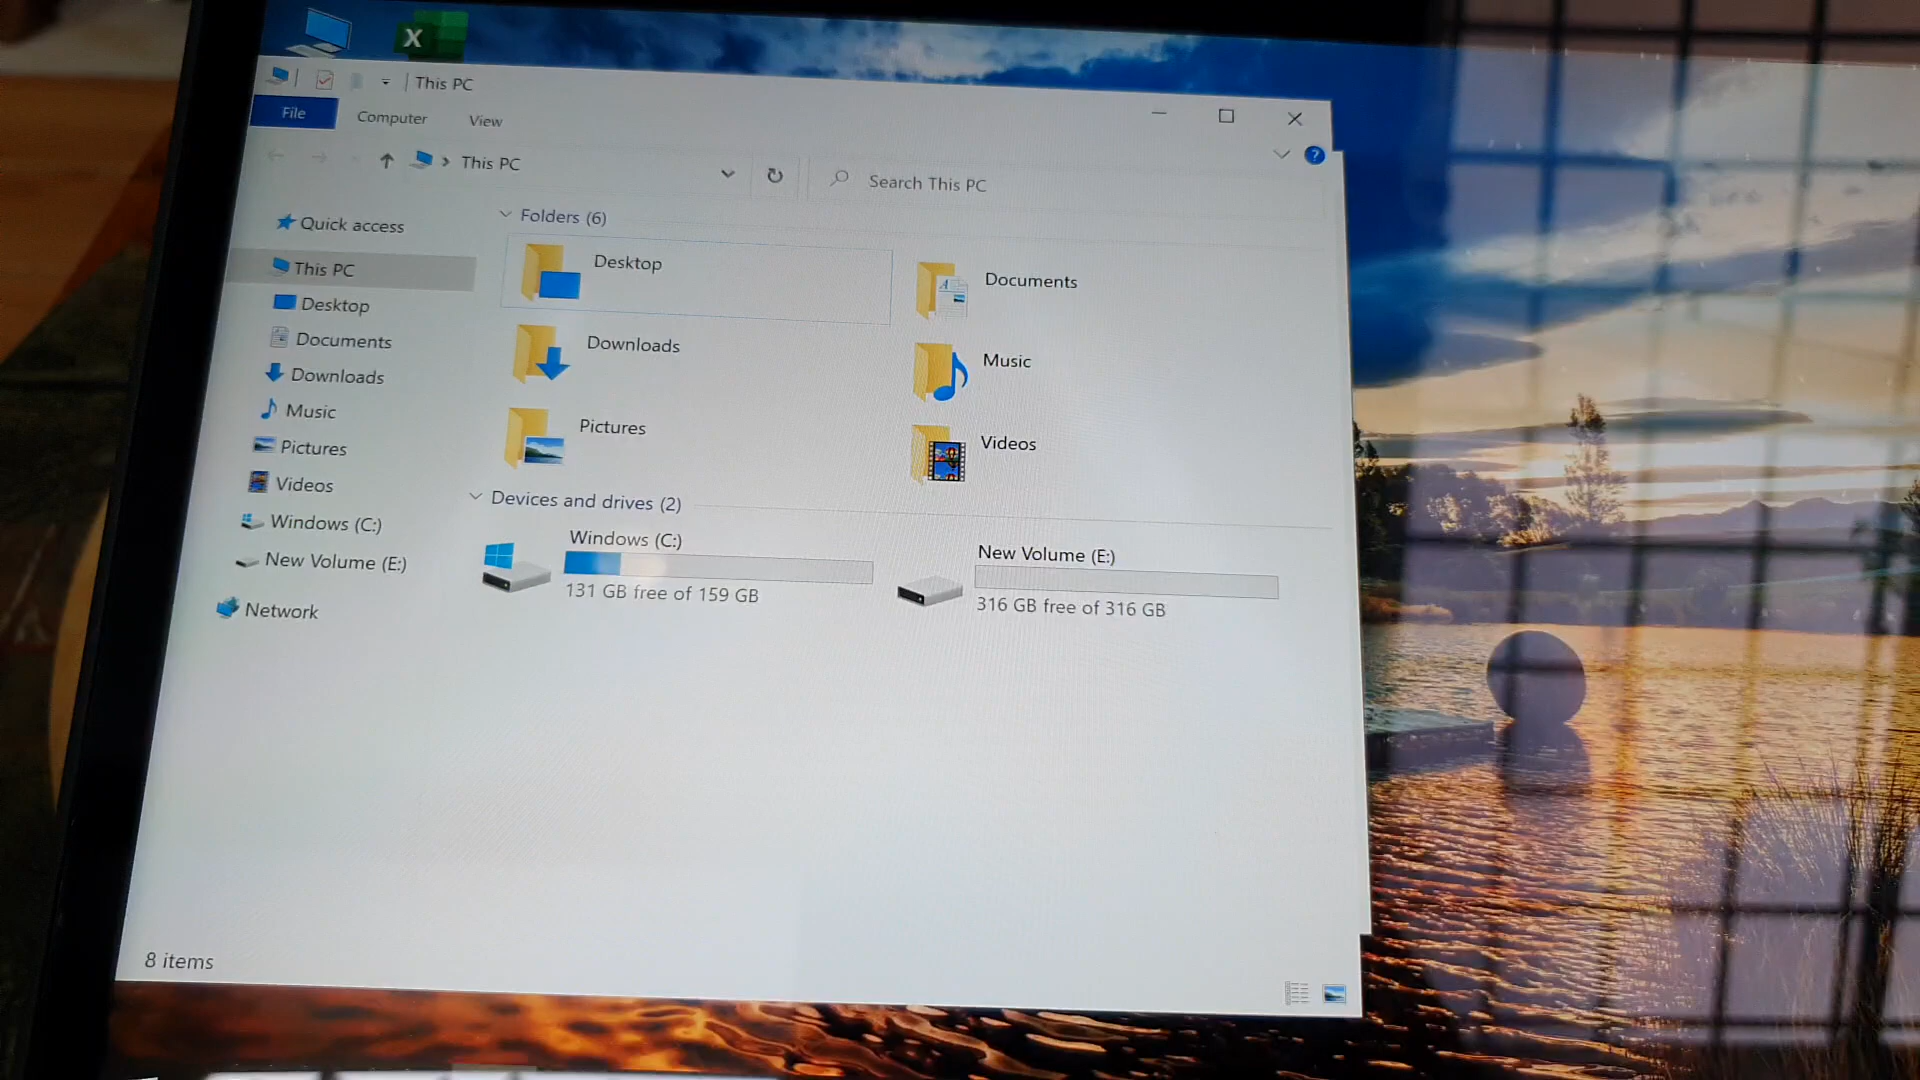 X
This PC
File Computer View
This PC
Search This PC
?
Quick access
This PC
Desktop
Documents
Downloads
Music
Pictures
Videos
Windows (C:)
New Volume (E:)
Network
Folders (6)
Desktop
Documents
Downloads
Music
Pictures
Videos
Devices and drives (2)
Windows (C:)
131 GB free of 159 GB
New Volume (E:)
316 GB free of 316 GB
8 items